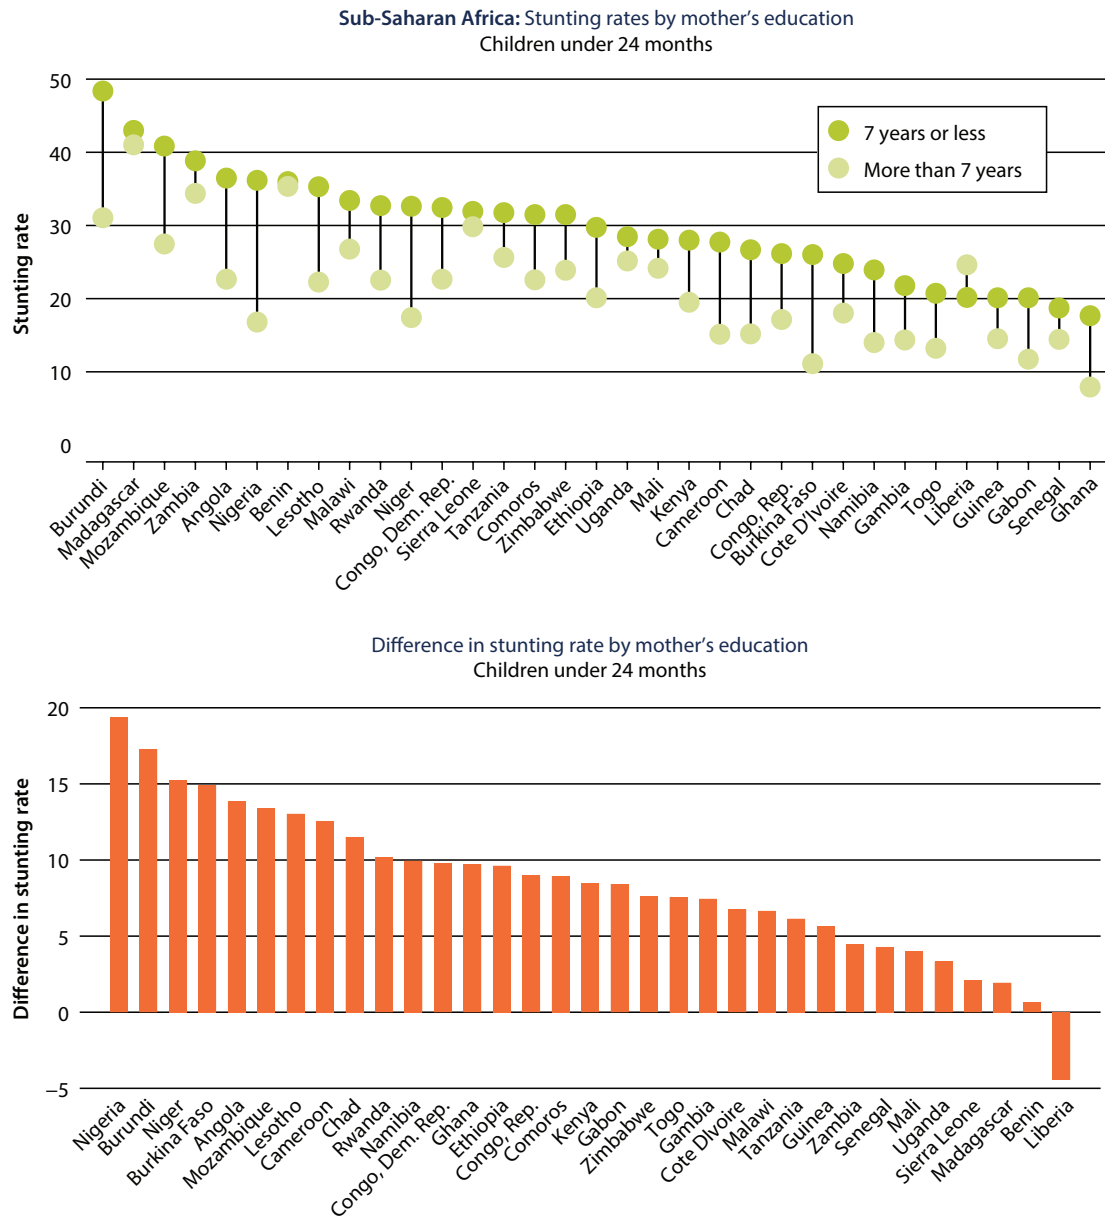 Sub-Saharan Africa: Stunting rates by mother's education
Children under 24 months
50
40
30
20
10
0
Stunting rate
7 years or less
More than 7 years
Burundi
Madagascar
Mozambique
Zambia
Angola
Nigeria
Benin
Lesotho
Malawi
Rwanda
Niger
Congo, Dem. Rep.
Sierra Leone
Tanzania
Comoros
Zimbabwe
Ethiopia
Uganda
Mali
Kenya
Cameroon
Chad
Congo, Rep.
Burkina Faso
Cote D'Ivoire
Namibia
Gambia
Togo
Liberia
Guinea
Gabon
Senegal
Ghana
Difference in stunting rate by mother's education
Children under 24 months
20
15
10
5
0
−5
Difference in stunting rate
Nigeria
Burundi
Niger
Burkina Faso
Angola
Mozambique
Lesotho
Cameroon
Chad
Rwanda
Namibia
Congo, Dem. Rep.
Ghana
Ethiopia
Congo, Rep.
Comoros
Kenya
Gabon
Zimbabwe
Togo
Gambia
Cote DIvoire
Malawi
Tanzania
Guinea
Zambia
Senegal
Mali
Uganda
Sierra Leone
Madagascar
Benin
Liberia